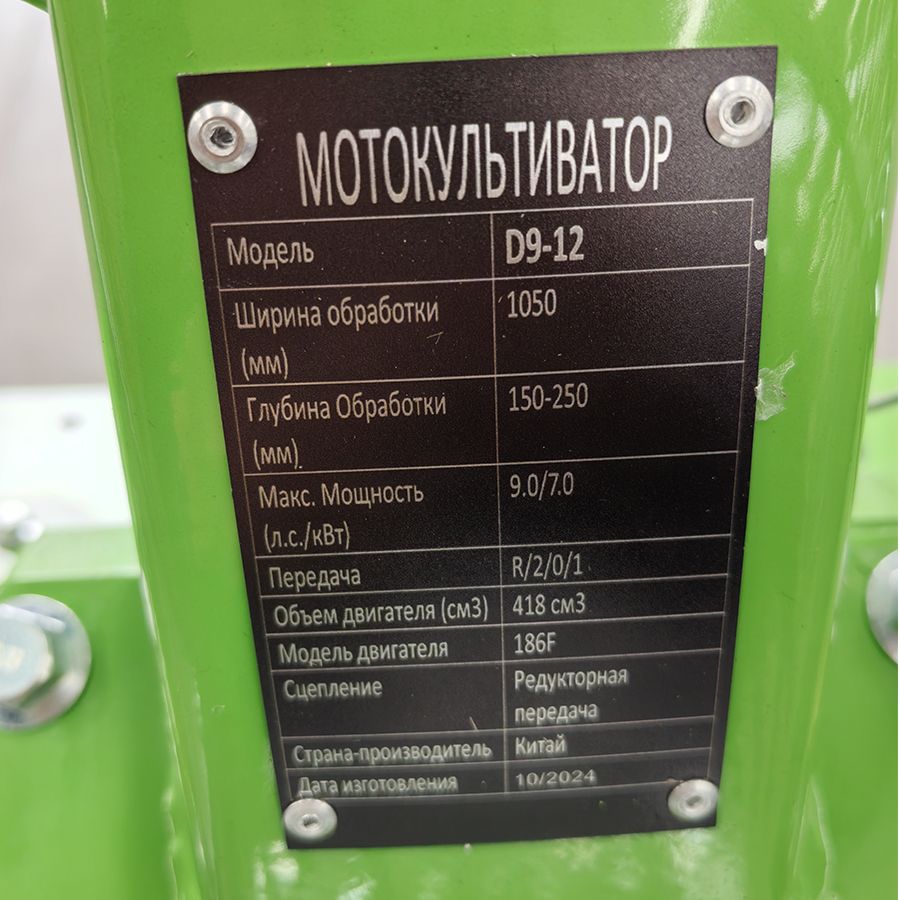 МОТОКУЛЬТИВАТОР
Модель D9-12
Ширина обработки 1050
(мм)
Глубина Обработки 150-250
(мм)
Макс. Мощность 9.0/7.0
(л.с./кВт)
Передача R/2/0/1
Объем двигателя (см3) 418 см3
Модель двигателя 186F
Сцепление Редукторная
передача
Страна-производитель Китай
Дата изготовления 10/2024